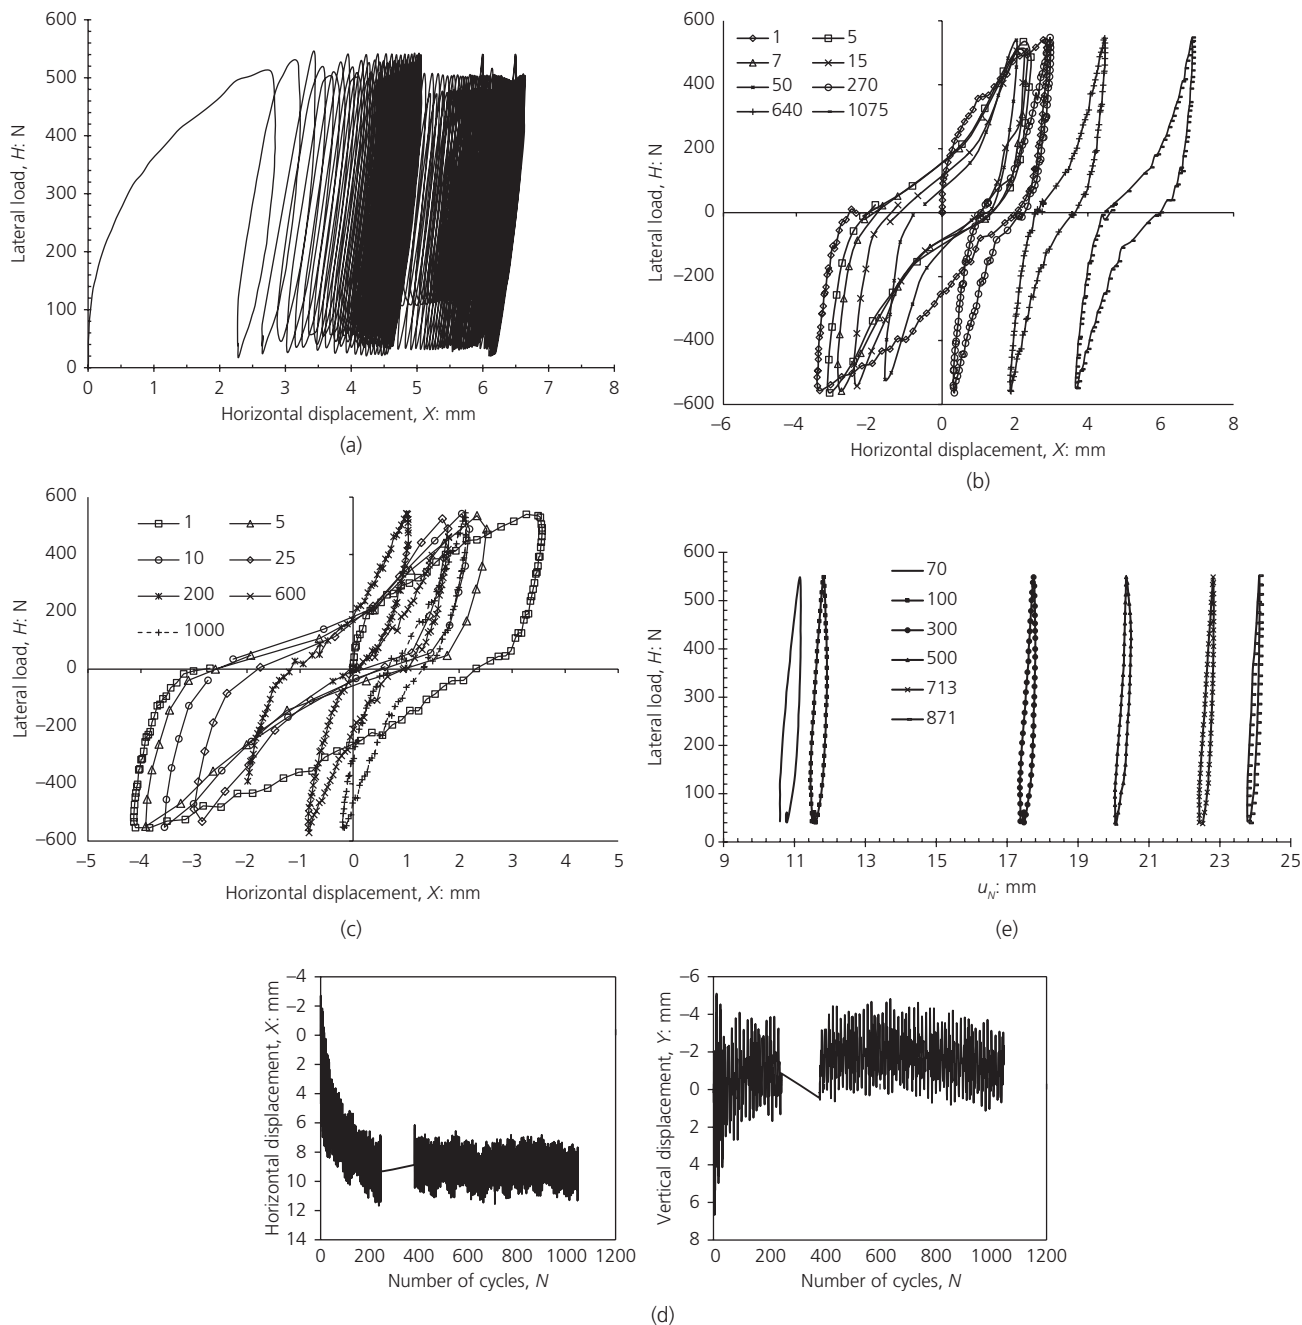 600
500
400
300
200
100
0
Lateral load, H: N
0 1 2 3 4 5 6 7 8
Horizontal displacement, X: mm
(a)
600
400
200
0
–200
–400
–600
Lateral load, H: N
1 5
7 15
50 270
640 1075
–6 –4 –2 0 2 4 6 8
Horizontal displacement, X: mm
(b)
600
400
200
0
–200
–400
–600
Lateral load, H: N
1 5
10 25
200 600
1000
–5 –4 –3 –2 –1 0 1 2 3 4 5
Horizontal displacement, X: mm
(c)
600
500
400
300
200
100
0
Lateral load, H: N
70
100
300
500
713
871
9 11 13 15 17 19 21 23 25
uN: mm
(e)
–4
–2
0
2
4
6
8
10
12
14
Horizontal displacement, X: mm
0 200 400 600 800 1000 1200
Number of cycles, N
–6
–4
–2
0
2
4
6
8
Vertical displacement, Y: mm
0 200 400 600 800 1000 1200
Number of cycles, N
(d)